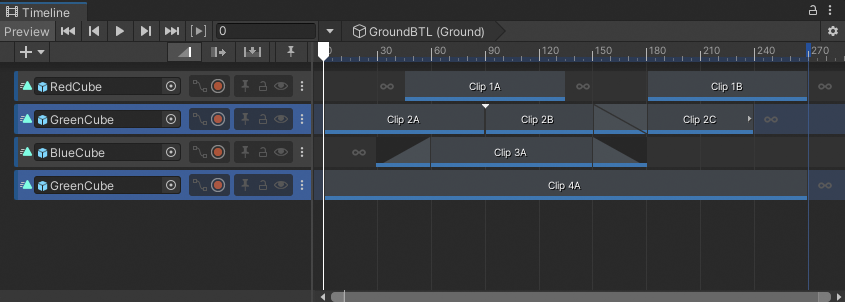 Timeline
Preview 0 GroundBTL (Ground)
0 30 60 90 120 150 180 210 240 270
RedCube Clip 1A Clip 1B
GreenCube Clip 2A Clip 2B Clip 2C
BlueCube Clip 3A
GreenCube Clip 4A